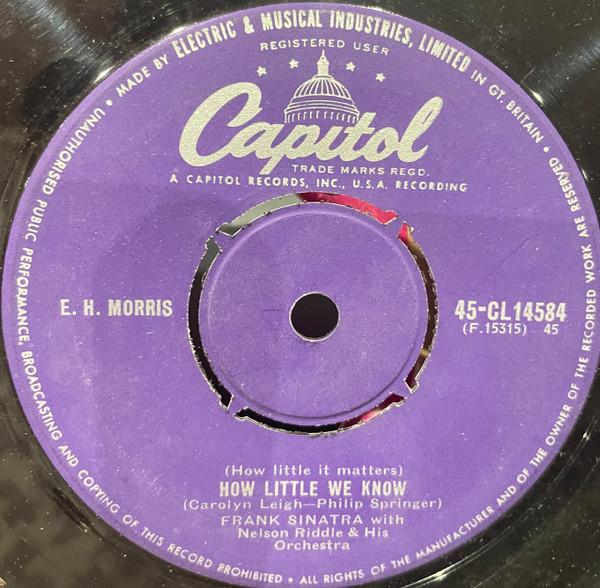 MADE BY ELECTRIC & MUSICAL INDUSTRIES, LIMITED IN GT. BRITAIN •
REGISTERED USER
Capitol
TRADE MARKS REGD.
A CAPITOL RECORDS, INC., U.S.A. RECORDING
E. H. MORRIS
45-CL14584
(F.15315) 45
(How little it matters)
HOW LITTLE WE KNOW
(Carolyn Leigh—Philip Springer)
FRANK SINATRA with
Nelson Riddle & His
Orchestra
• ALL RIGHTS OF THE MANUFACTURER AND OF THE OWNER OF THE RECORDED WORK ARE RESERVED •
UNAUTHORISED PUBLIC PERFORMANCE, BROADCASTING AND COPYING OF THIS RECORD PROHIBITED